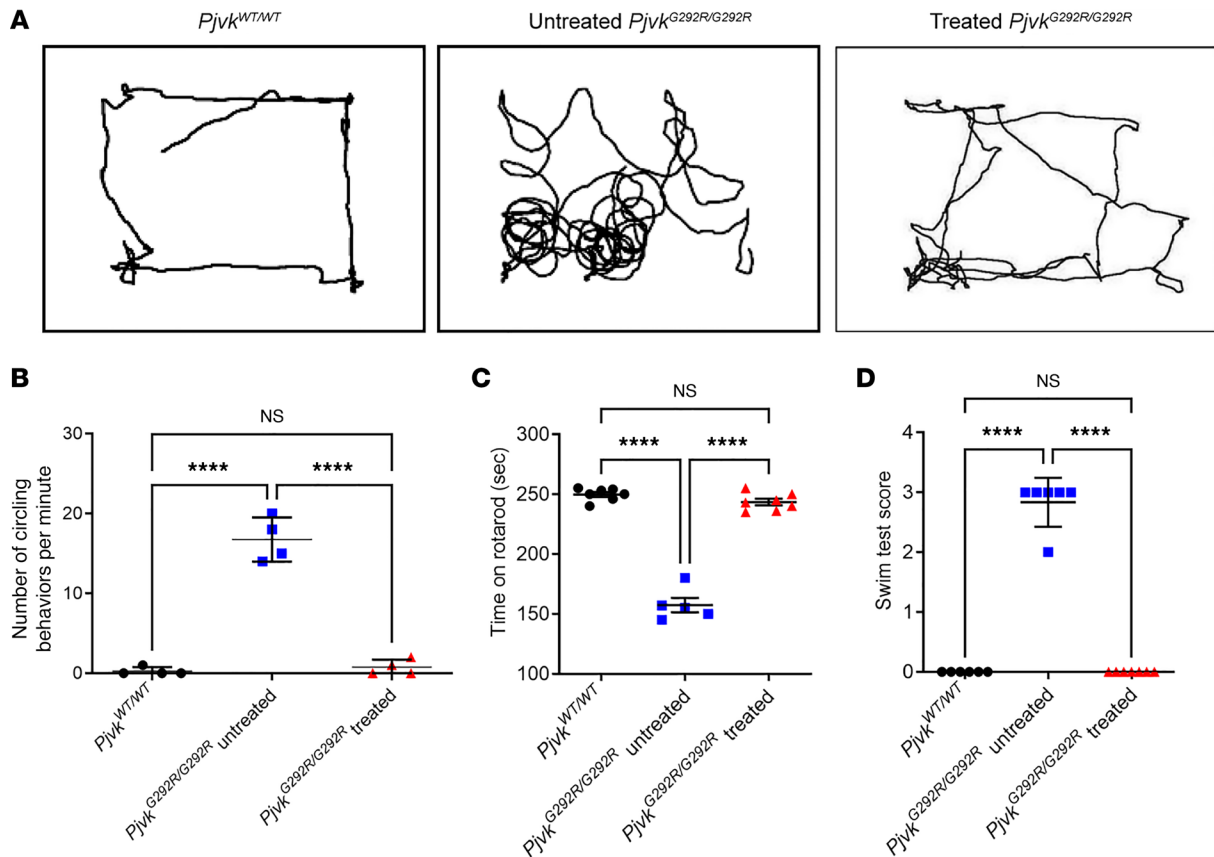 A
Pjvk^WT/WT
Untreated Pjvk^G292R/G292R
Treated Pjvk^G292R/G292R
B
NS
****
****
Number of circling
behaviors per minute
30
20
10
0
Pjvk^WT/WT
Pjvk^G292R/G292R untreated
Pjvk^G292R/G292R treated
C
NS
****
****
Time on rotarod (sec)
300
250
200
150
100
Pjvk^WT/WT
Pjvk^G292R/G292R untreated
Pjvk^G292R/G292R treated
D
NS
****
****
Swim test score
4
3
2
1
0
Pjvk^WT/WT
Pjvk^G292R/G292R untreated
Pjvk^G292R/G292R treated